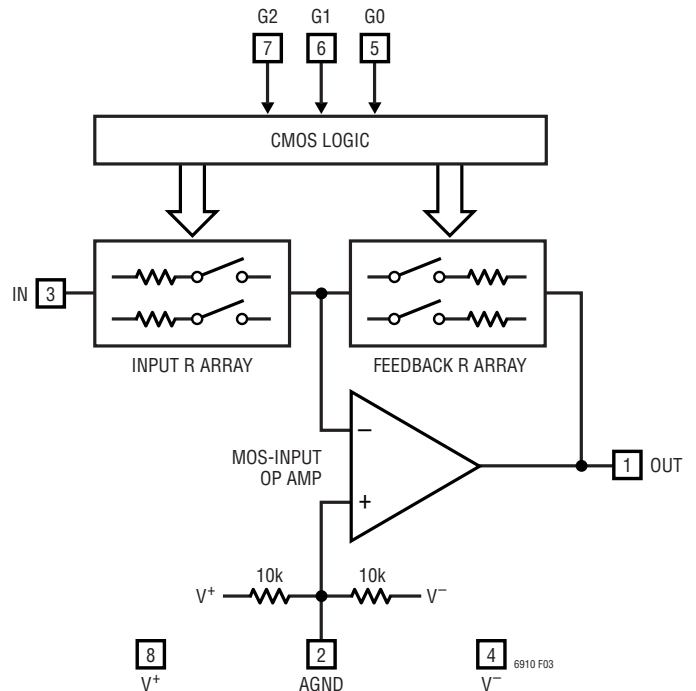 G2 G1 G0
7 6 5
CMOS LOGIC
IN 3
INPUT R ARRAY
FEEDBACK R ARRAY
MOS-INPUT
OP AMP
–
+
1 OUT
10k 10k
V⁺ V⁻
8 2 4
V⁺ AGND V⁻
6910 F03